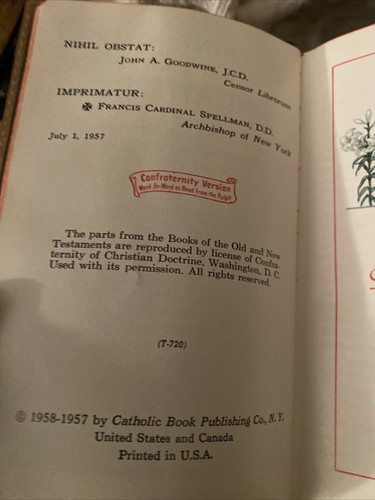 NIHIL OBSTAT:
JOHN A. GOODWINE, J.C.D.
Censor Librorum
IMPRIMATUR:
✠ FRANCIS CARDINAL SPELLMAN, D.D.
Archbishop of New York
July 1, 1957
Confraternity Version
Word-for-Word as Read from the Pulpit
The parts from the Books of the Old and New
Testaments are reproduced by license of Confra-
ternity of Christian Doctrine, Washington, D. C.
Used with its permission. All rights reserved.
(T-720)
© 1958-1957 by Catholic Book Publishing Co., N. Y.
United States and Canada
Printed in U.S.A.